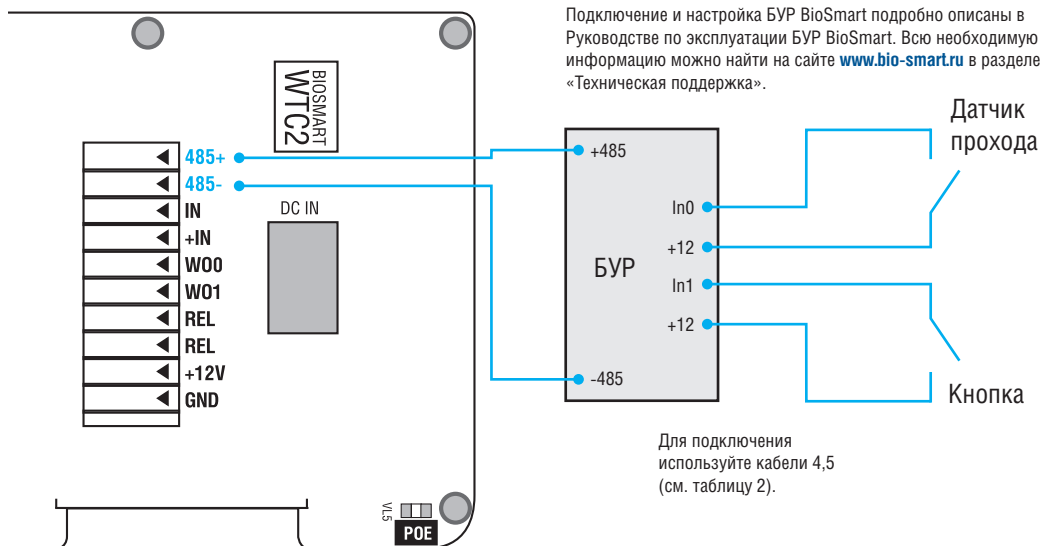 Подключение и настройка БУР BioSmart подробно описаны в
Руководстве по эксплуатации БУР BioSmart. Всю необходимую
информацию можно найти на сайте www.bio-smart.ru в разделе
«Техническая поддержка».
BIOSMART
WTC2
485+
485-
IN
+IN
WO0
WO1
REL
REL
+12V
GND
DC IN
VL5
POE
+485
In0
+12
БУР
In1
+12
-485
Датчик
прохода
Кнопка
Для подключения
используйте кабели 4,5
(см. таблицу 2).